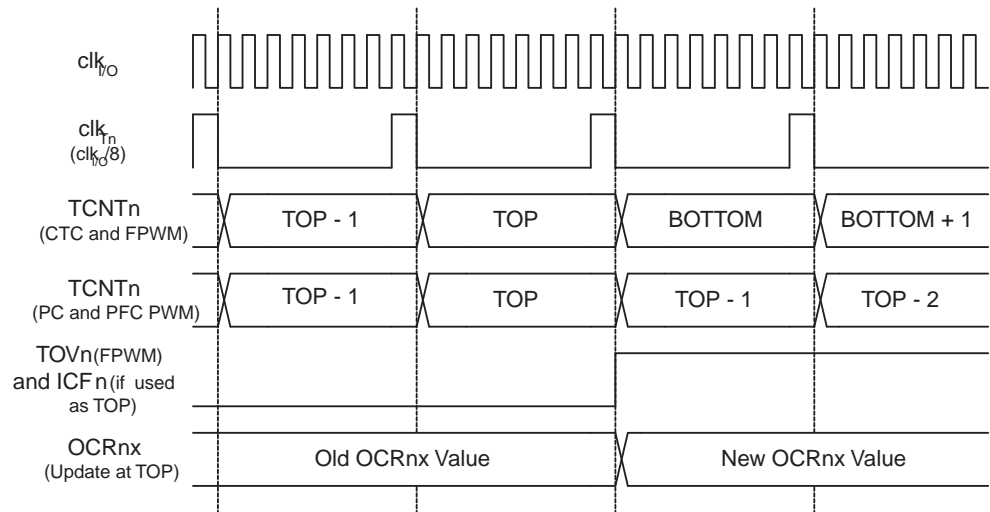 clkI/O
clkTn
(clkI/O/8)
TCNTn
(CTC and FPWM)
TOP - 1
TOP
BOTTOM
BOTTOM + 1
TCNTn
(PC and PFC PWM)
TOP - 1
TOP
TOP - 1
TOP - 2
TOVn (FPWM)
and ICFn (if used
as TOP)
OCRnx
(Update at TOP)
Old OCRnx Value
New OCRnx Value